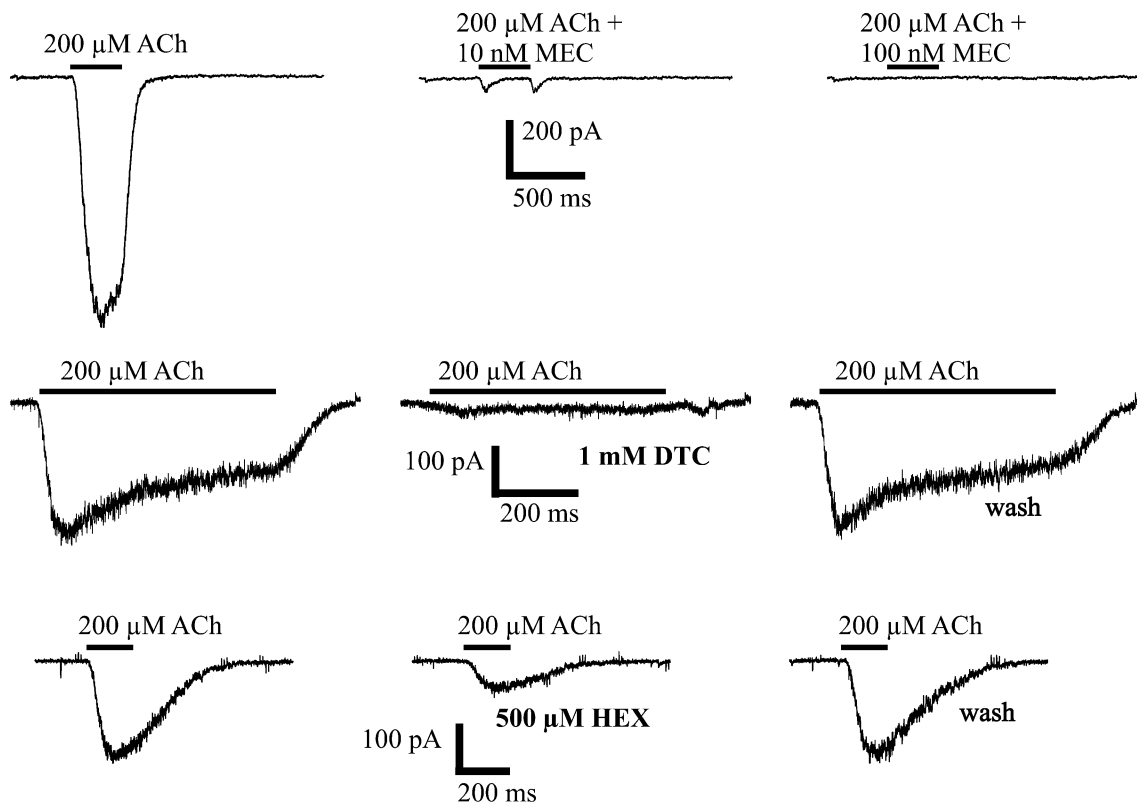 200 µM ACh
200 µM ACh +
10 nM MEC
200 µM ACh +
100 nM MEC
200 pA
500 ms
200 µM ACh
200 µM ACh
200 µM ACh
100 pA
1 mM DTC
200 ms
wash
200 µM ACh
200 µM ACh
200 µM ACh
500 µM HEX
wash
100 pA
200 ms